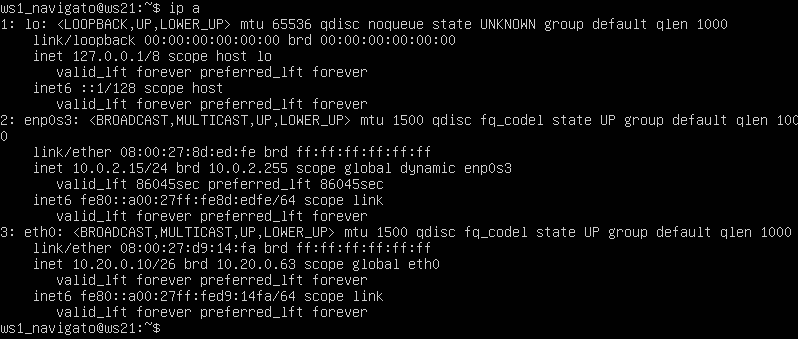 ws1_navigato@ws21:~$ ip a
1: lo: <LOOPBACK,UP,LOWER_UP> mtu 65536 qdisc noqueue state UNKNOWN group default qlen 1000
    link/loopback 00:00:00:00:00:00 brd 00:00:00:00:00:00
    inet 127.0.0.1/8 scope host lo
       valid_lft forever preferred_lft forever
    inet6 ::1/128 scope host
       valid_lft forever preferred_lft forever
2: enp0s3: <BROADCAST,MULTICAST,UP,LOWER_UP> mtu 1500 qdisc fq_codel state UP group default qlen 100
0
    link/ether 08:00:27:8d:ed:fe brd ff:ff:ff:ff:ff:ff
    inet 10.0.2.15/24 brd 10.0.2.255 scope global dynamic enp0s3
       valid_lft 86045sec preferred_lft 86045sec
    inet6 fe80::a00:27ff:fe8d:edfe/64 scope link
       valid_lft forever preferred_lft forever
3: eth0: <BROADCAST,MULTICAST,UP,LOWER_UP> mtu 1500 qdisc fq_codel state UP group default qlen 1000
    link/ether 08:00:27:d9:14:fa brd ff:ff:ff:ff:ff:ff
    inet 10.20.0.10/26 brd 10.20.0.63 scope global eth0
       valid_lft forever preferred_lft forever
    inet6 fe80::a00:27ff:fed9:14fa/64 scope link
       valid_lft forever preferred_lft forever
ws1_navigato@ws21:~$